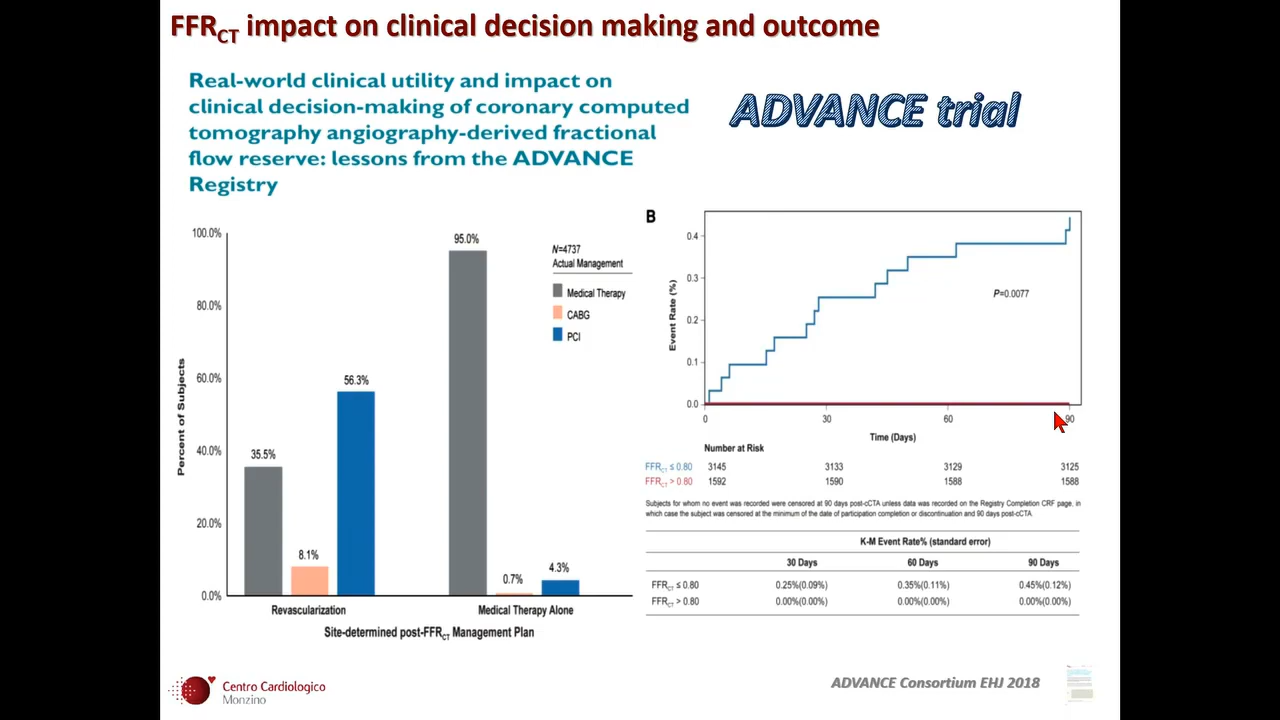 FFRCT impact on clinical decision making and outcome
Real-world clinical utility and impact on
clinical decision-making of coronary computed
tomography angiography-derived fractional
flow reserve: lessons from the ADVANCE
Registry
ADVANCE trial
100.0%
80.0%
60.0%
40.0%
20.0%
0.0%
Percent of Subjects
35.5%
8.1%
56.3%
95.0%
0.7%
4.3%
N=4737
Actual Management
Medical Therapy
CABG
PCI
Revascularization
Medical Therapy Alone
Site-determined post-FFRCT Management Plan
B
0.4
0.3
0.2
0.1
0.0
Event Rate (%)
P=0.0077
0 30 60 90
Time (Days)
Number at Risk
FFRCT ≤ 0.80 3145 3133 3129 3125
FFRCT > 0.80 1592 1590 1588 1588
Subjects for whom no event was recorded were censored at 90 days post-cCTA unless data was recorded on the Registry Completion CRF page, in
which case the subject was censored at the minimum of the date of participation completion or discontinuation and 90 days post-cCTA.
K-M Event Rate% (standard error)
30 Days 60 Days 90 Days
FFRCT ≤ 0.80 0.25%(0.09%) 0.35%(0.11%) 0.45%(0.12%)
FFRCT > 0.80 0.00%(0.00%) 0.00%(0.00%) 0.00%(0.00%)
Centro Cardiologico
Monzino
ADVANCE Consortium EHJ 2018